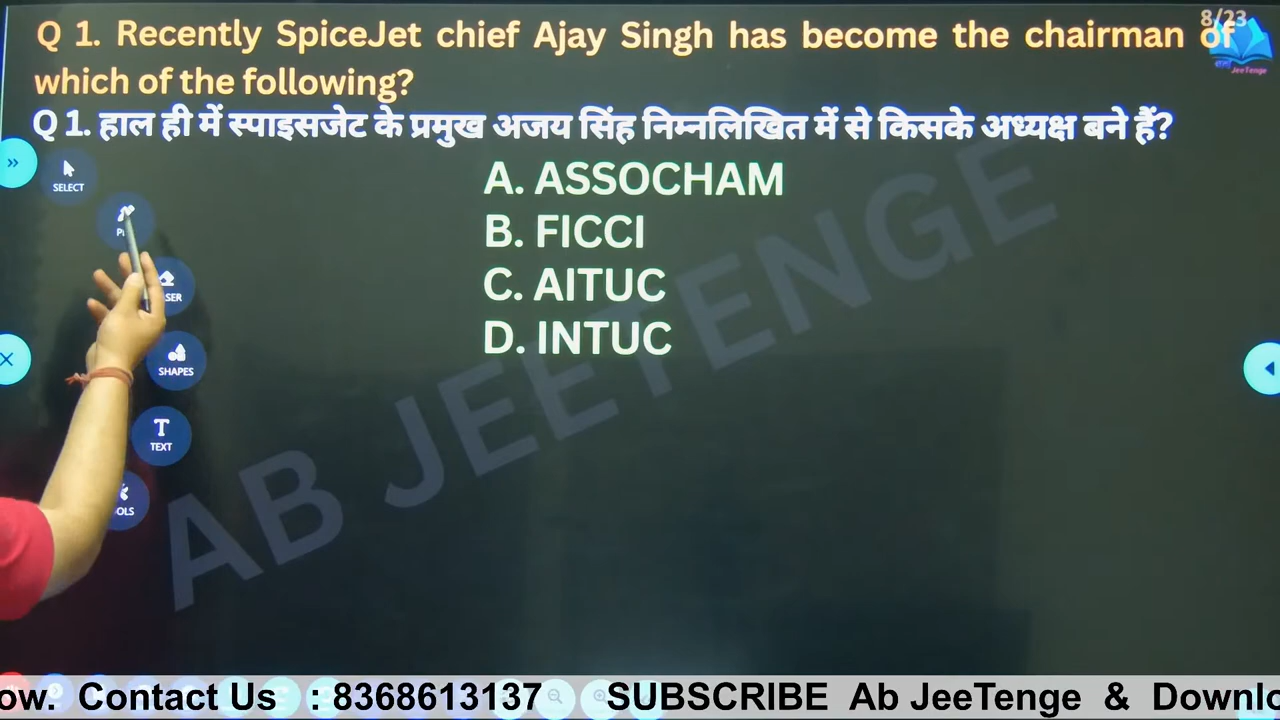 8/23
Q 1. Recently SpiceJet chief Ajay Singh has become the chairman of
which of the following?
JeeTenge
Q 1. हाल ही में स्पाइसजेट के प्रमुख अजय सिंह निम्नलिखित में से किसके अध्यक्ष बने हैं?
A. ASSOCHAM
B. FICCI
C. AITUC
D. INTUC
SELECT
SHAPES
T
TEXT
AB JEETENGE
ow. Contact Us : 8368613137 SUBSCRIBE Ab JeeTenge & Downlo